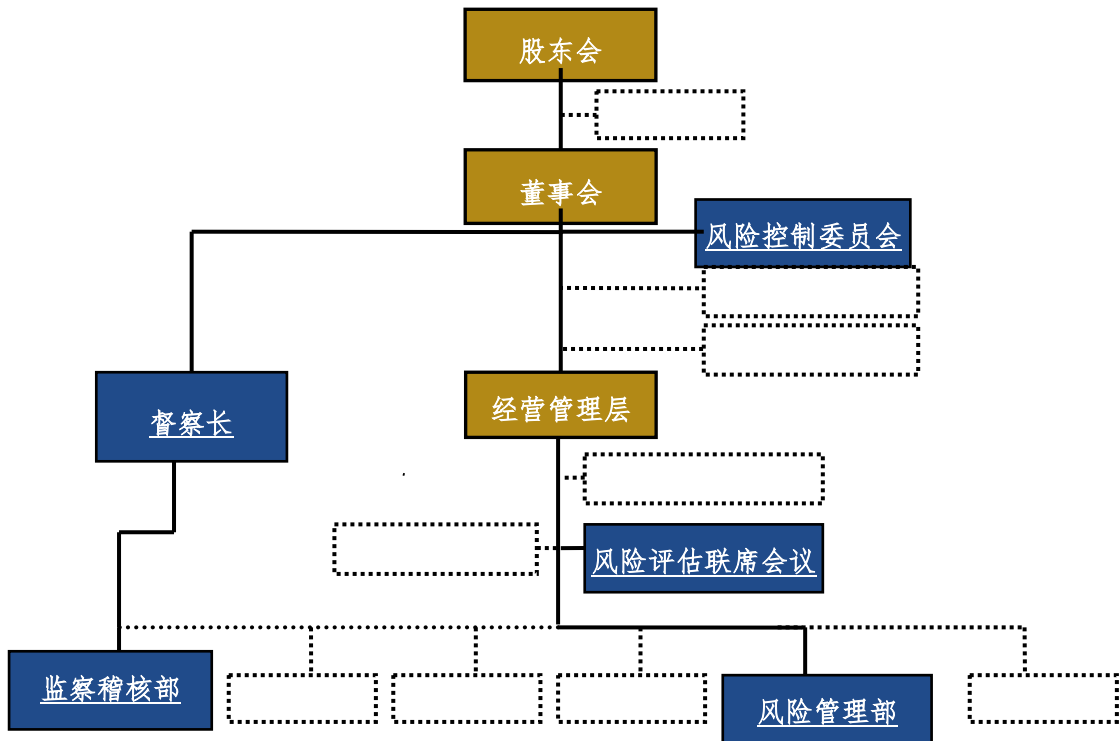 股东会
董事会
风险控制委员会
督察长
经营管理层
风险评估联席会议
监察稽核部
风险管理部